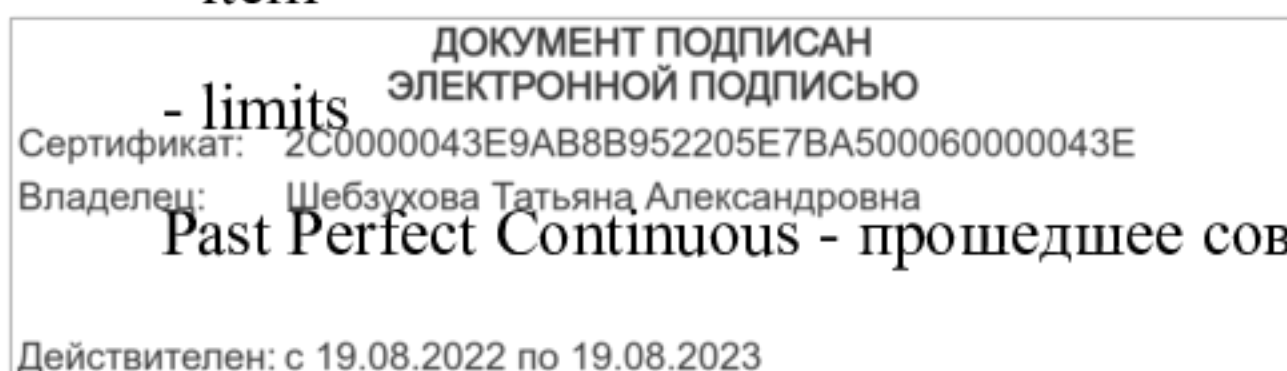 ДОКУМЕНТ ПОДПИСАН
ЭЛЕКТРОННОЙ ПОДПИСЬЮ
- limits
Сертификат: 2C0000043E9AB8B952205E7BA500060000043E
Владелец: Шебзухова Татьяна Александровна
Past Perfect Continuous - прошедшее сов
Действителен: с 19.08.2022 по 19.08.2023